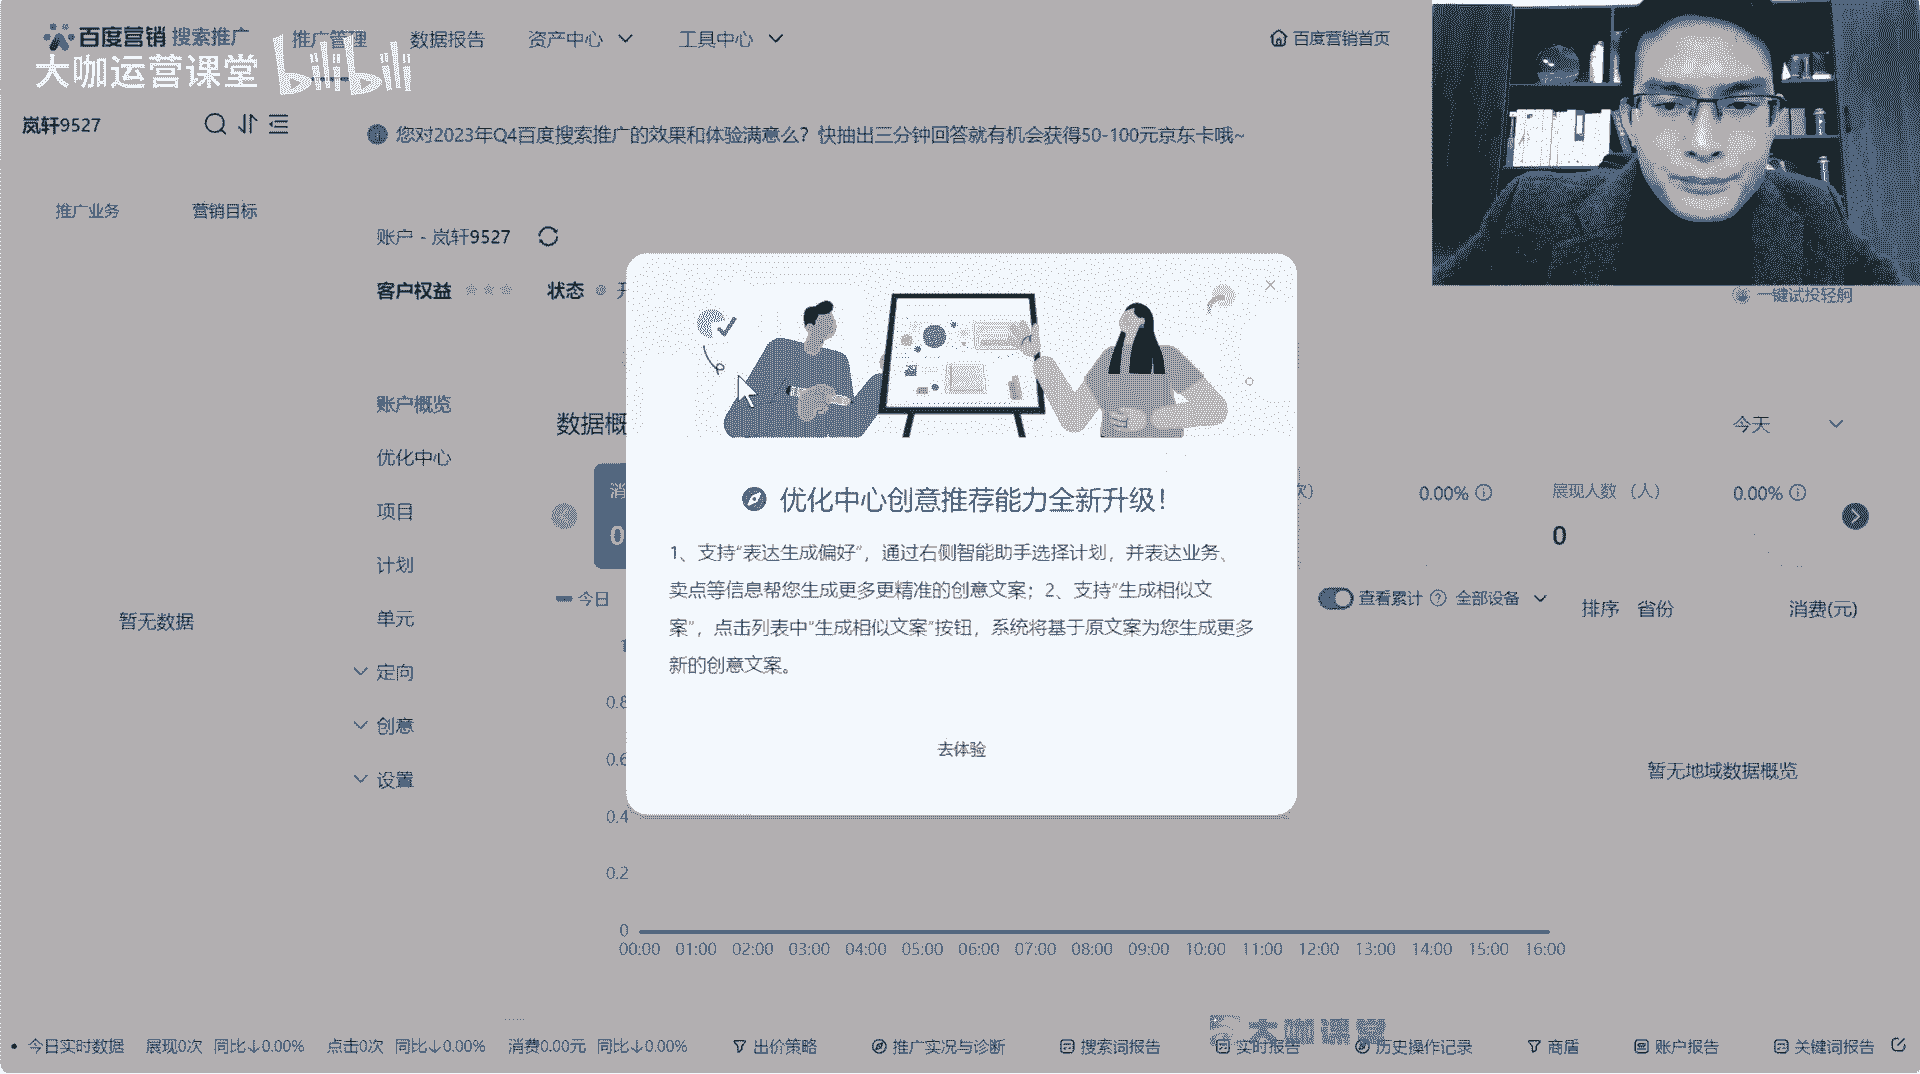 百度营销 搜索推广 推广管理 数据报告 资产中心 工具中心 百度营销首页
大咖运营课堂 bilibili
岚轩9527
您对2023年Q4百度搜索推广的效果和体验满意么？快抽出三分钟回答就有机会获得50-100元京东卡哦~
推广业务 营销目标
账户 - 岚轩9527
客户权益 状态
一键试投轻舸
账户概览
数据概
今天
优化中心
消
次）
0.00%
展现人数（人）
0.00%
优化中心创意推荐能力全新升级！
项目
0
0
1、支持“表达生成偏好”，通过右侧智能助手选择计划，并表达业务、
卖点等信息帮您生成更多更精准的创意文案；2、支持“生成相似文
案”，点击列表中“生成相似文案”按钮，系统将基于原文案为您生成更多
新的创意文案。
去体验
计划
今日
查看累计 全部设备
排序 省份 消费(元)
单元
暂无数据
定向
创意
设置
暂无地域数据概览
1
0.8
0.6
0.4
0.2
0
00:00 01:00 02:00 03:00 04:00 05:00 06:00 07:00 08:00 09:00 10:00 11:00 12:00 13:00 14:00 15:00 16:00
大咖课堂
今日实时数据 展现0次 同比↓0.00% 点击0次 同比↓0.00% 消费0.00元 同比↓0.00% 出价策略 推广实况与诊断 搜索词报告 实时报告 历史操作记录 商盾 账户报告 关键词报告